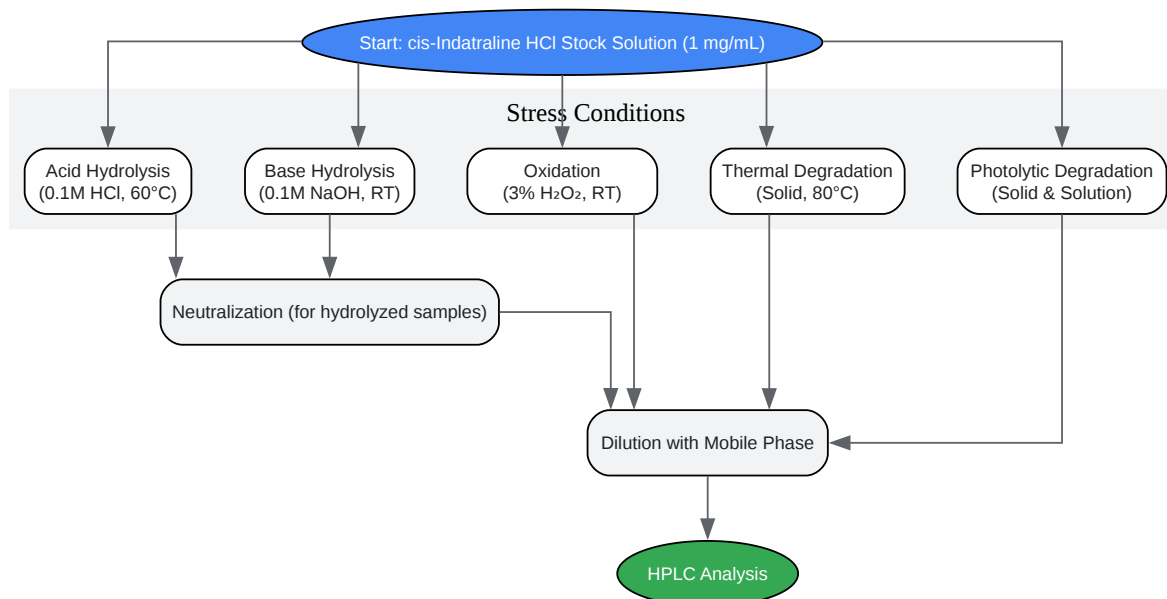 Start: cis-Indatraline HCl Stock Solution (1 mg/mL)
Stress Conditions
Acid Hydrolysis
(0.1M HCl, 60°C)
Base Hydrolysis
(0.1M NaOH, RT)
Oxidation
(3% H₂O₂, RT)
Thermal Degradation
(Solid, 80°C)
Photolytic Degradation
(Solid & Solution)
Neutralization (for hydrolyzed samples)
Dilution with Mobile Phase
HPLC Analysis